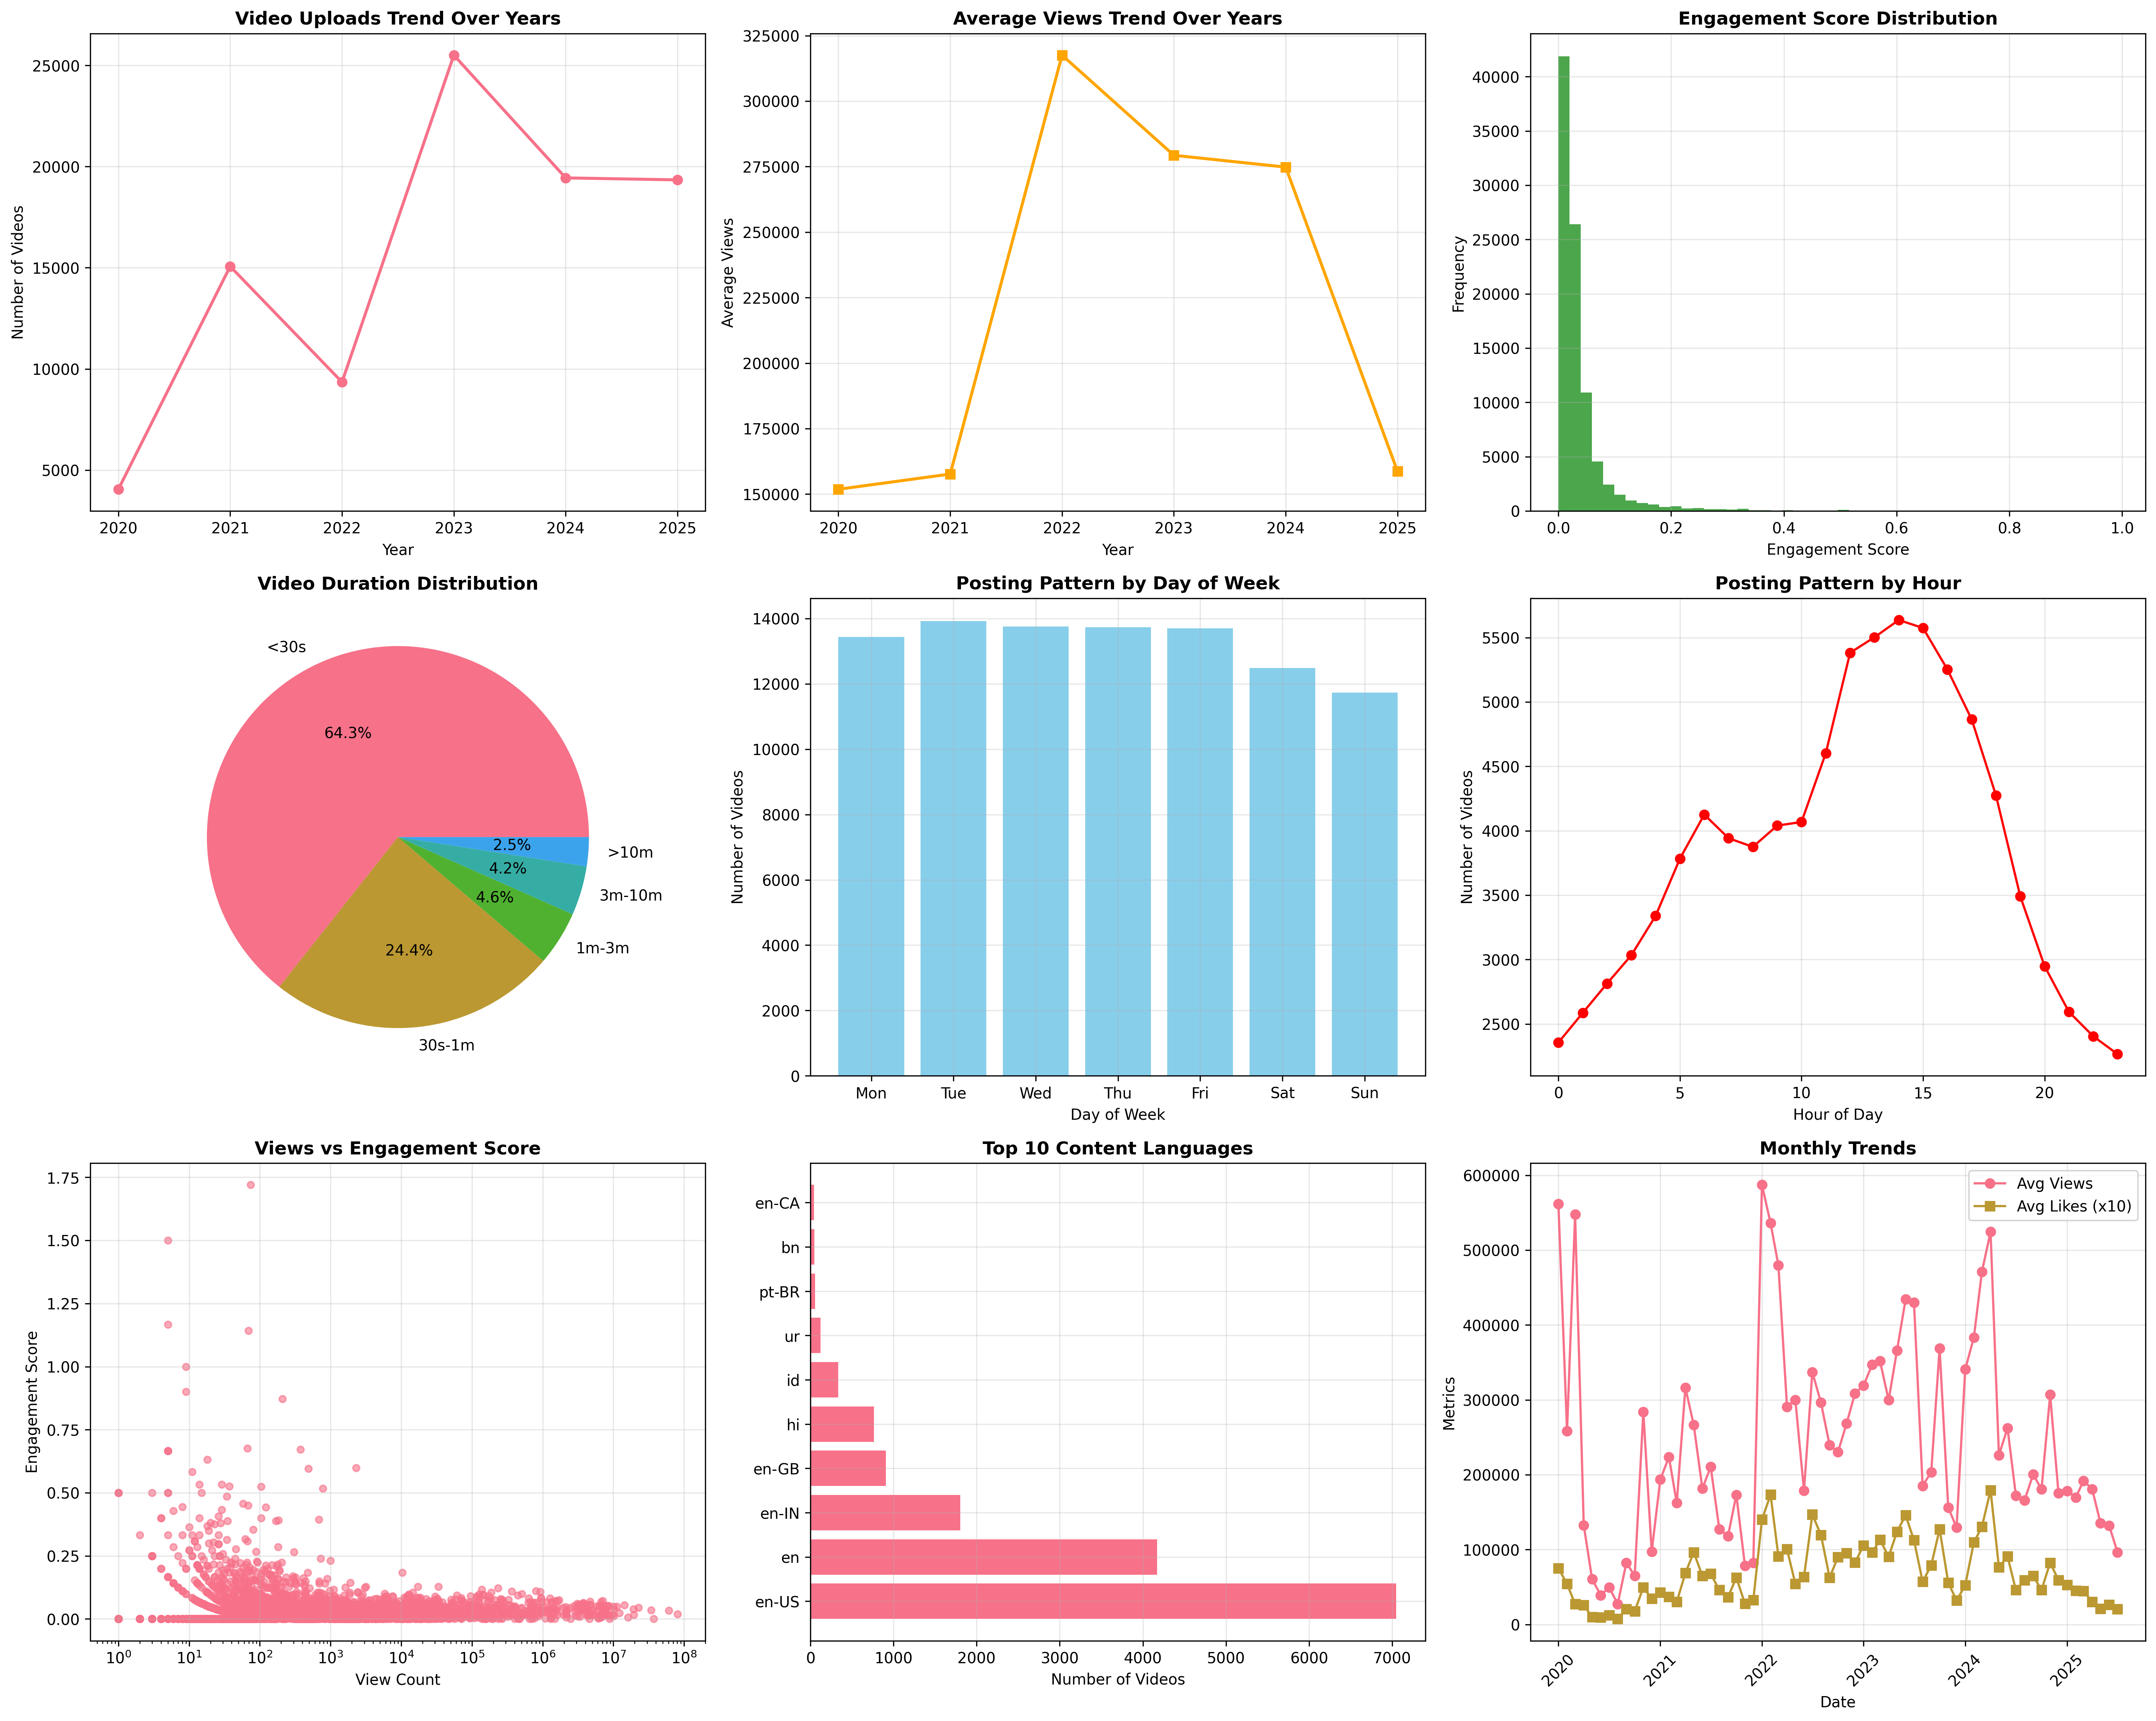 Video Uploads Trend Over Years
Number of Videos
25000
20000
15000
10000
5000
2020 2021 2022 2023 2024 2025
Year
Average Views Trend Over Years
Average Views
325000
300000
275000
250000
225000
200000
175000
150000
2020 2021 2022 2023 2024 2025
Year
Engagement Score Distribution
Frequency
40000
35000
30000
25000
20000
15000
10000
5000
0
0.0 0.2 0.4 0.6 0.8 1.0
Engagement Score
Video Duration Distribution
<30s
64.3%
2.5%
>10m
4.2%
3m-10m
4.6%
1m-3m
24.4%
30s-1m
Posting Pattern by Day of Week
Number of Videos
14000
12000
10000
8000
6000
4000
2000
0
Mon Tue Wed Thu Fri Sat Sun
Day of Week
Posting Pattern by Hour
Number of Videos
5500
5000
4500
4000
3500
3000
2500
0 5 10 15 20
Hour of Day
Views vs Engagement Score
Engagement Score
1.75
1.50
1.25
1.00
0.75
0.50
0.25
0.00
10⁰ 10¹ 10² 10³ 10⁴ 10⁵ 10⁶ 10⁷ 10⁸
View Count
Top 10 Content Languages
en-CA
bn
pt-BR
ur
id
hi
en-GB
en-IN
en
en-US
0 1000 2000 3000 4000 5000 6000 7000
Number of Videos
Monthly Trends
Avg Views
Avg Likes (x10)
Metrics
600000
500000
400000
300000
200000
100000
0
2020 2021 2022 2023 2024 2025
Date